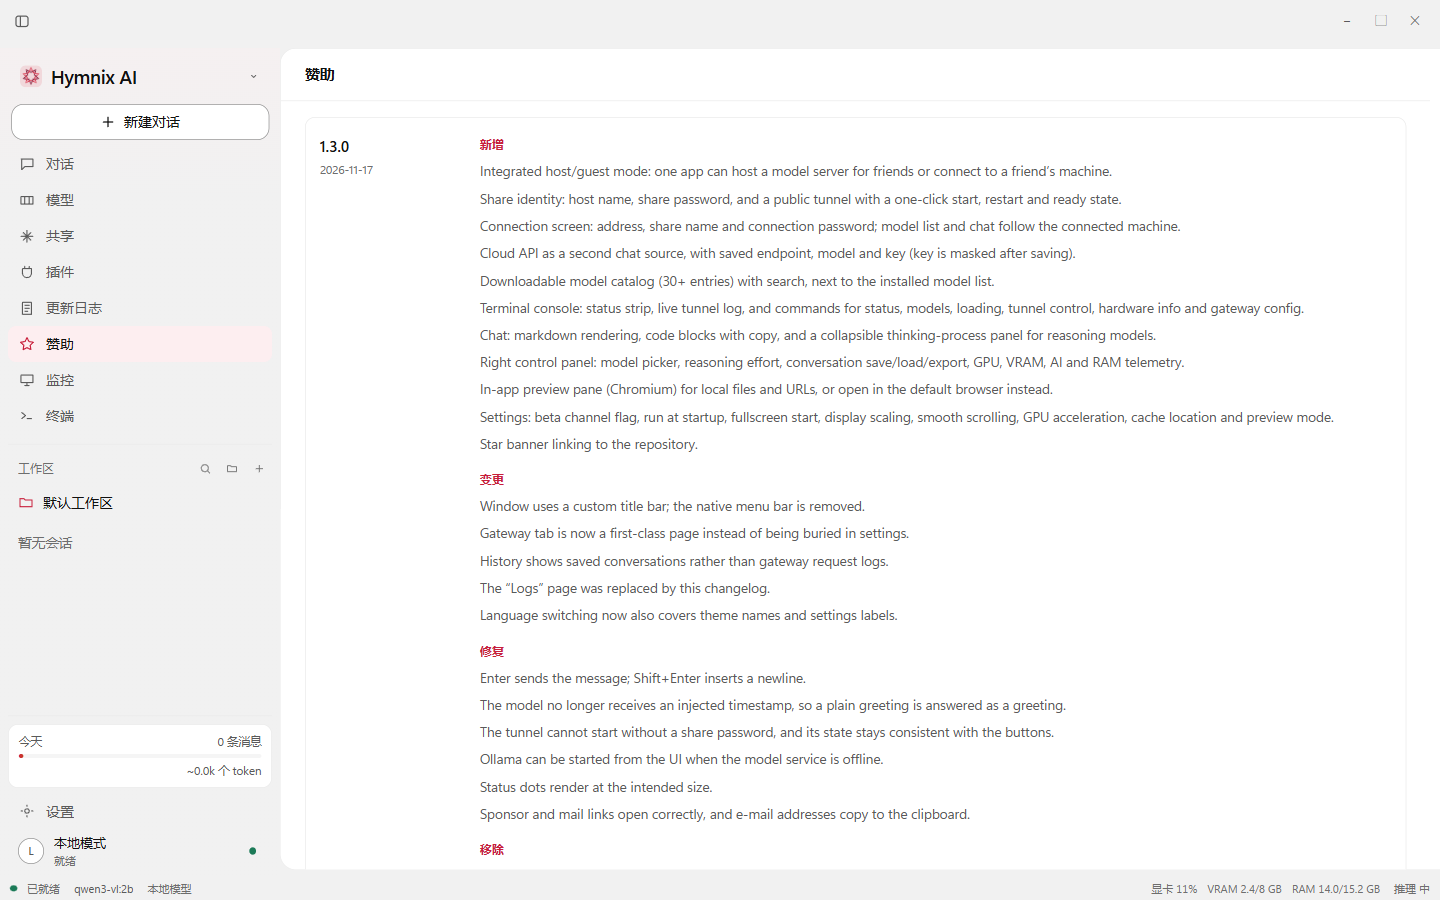 Hymnix AI
新建对话
对话
模型
共享
插件
更新日志
赞助
监控
终端
工作区
默认工作区
暂无会话
今天 0 条消息
~0.0k 个 token
设置
L
本地模式
就绪
赞助
1.3.0
2026-11-17
新增
Integrated host/guest mode: one app can host a model server for friends or connect to a friend’s machine.
Share identity: host name, share password, and a public tunnel with a one-click start, restart and ready state.
Connection screen: address, share name and connection password; model list and chat follow the connected machine.
Cloud API as a second chat source, with saved endpoint, model and key (key is masked after saving).
Downloadable model catalog (30+ entries) with search, next to the installed model list.
Terminal console: status strip, live tunnel log, and commands for status, models, loading, tunnel control, hardware info and gateway config.
Chat: markdown rendering, code blocks with copy, and a collapsible thinking-process panel for reasoning models.
Right control panel: model picker, reasoning effort, conversation save/load/export, GPU, VRAM, AI and RAM telemetry.
In-app preview pane (Chromium) for local files and URLs, or open in the default browser instead.
Settings: beta channel flag, run at startup, fullscreen start, display scaling, smooth scrolling, GPU acceleration, cache location and preview mode.
Star banner linking to the repository.
变更
Window uses a custom title bar; the native menu bar is removed.
Gateway tab is now a first-class page instead of being buried in settings.
History shows saved conversations rather than gateway request logs.
The “Logs” page was replaced by this changelog.
Language switching now also covers theme names and settings labels.
修复
Enter sends the message; Shift+Enter inserts a newline.
The model no longer receives an injected timestamp, so a plain greeting is answered as a greeting.
The tunnel cannot start without a share password, and its state stays consistent with the buttons.
Ollama can be started from the UI when the model service is offline.
Status dots render at the intended size.
Sponsor and mail links open correctly, and e-mail addresses copy to the clipboard.
移除
已就绪 qwen3-vl:2b 本地模型
显卡 11% VRAM 2.4/8 GB RAM 14.0/15.2 GB 推理 中